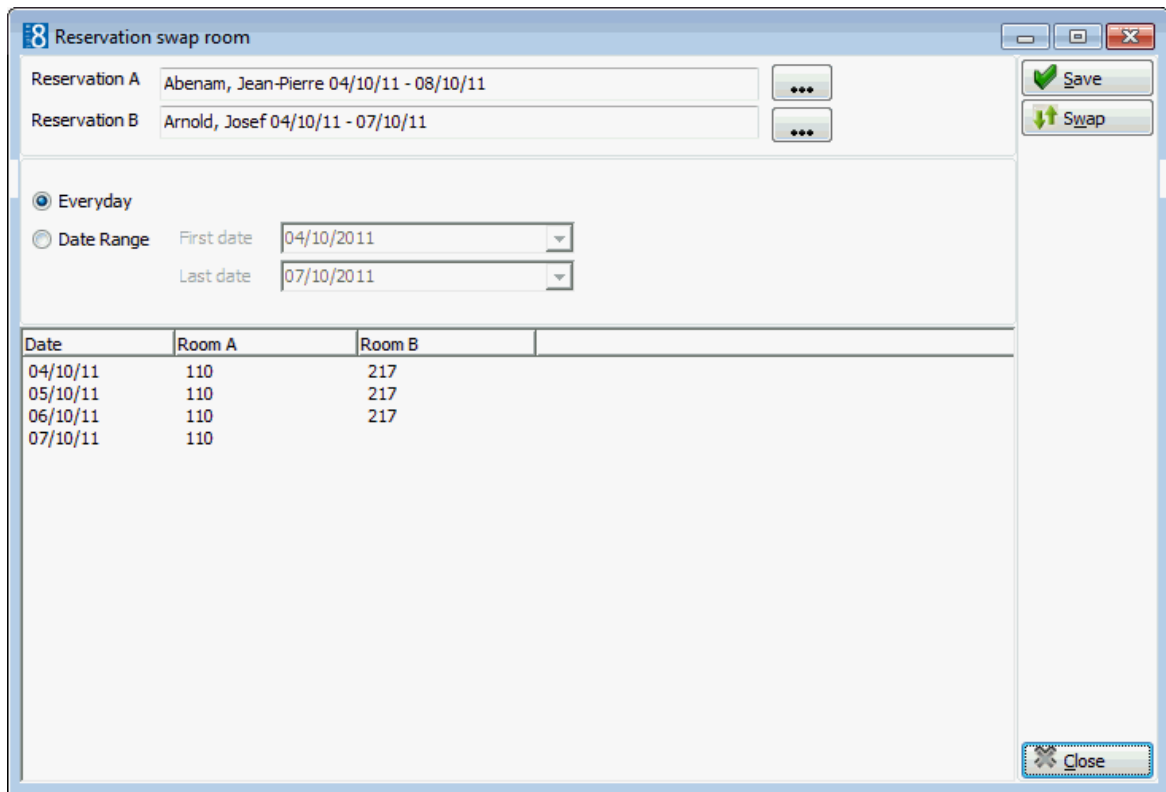 8 Reservation swap room
Reservation A Abenam, Jean-Pierre 04/10/11 - 08/10/11 ... Save
Reservation B Arnold, Josef 04/10/11 - 07/10/11 ... Swap
Everyday
Date Range First date 04/10/2011
Last date 07/10/2011
Date Room A Room B
04/10/11 110 217
05/10/11 110 217
06/10/11 110 217
07/10/11 110
Close